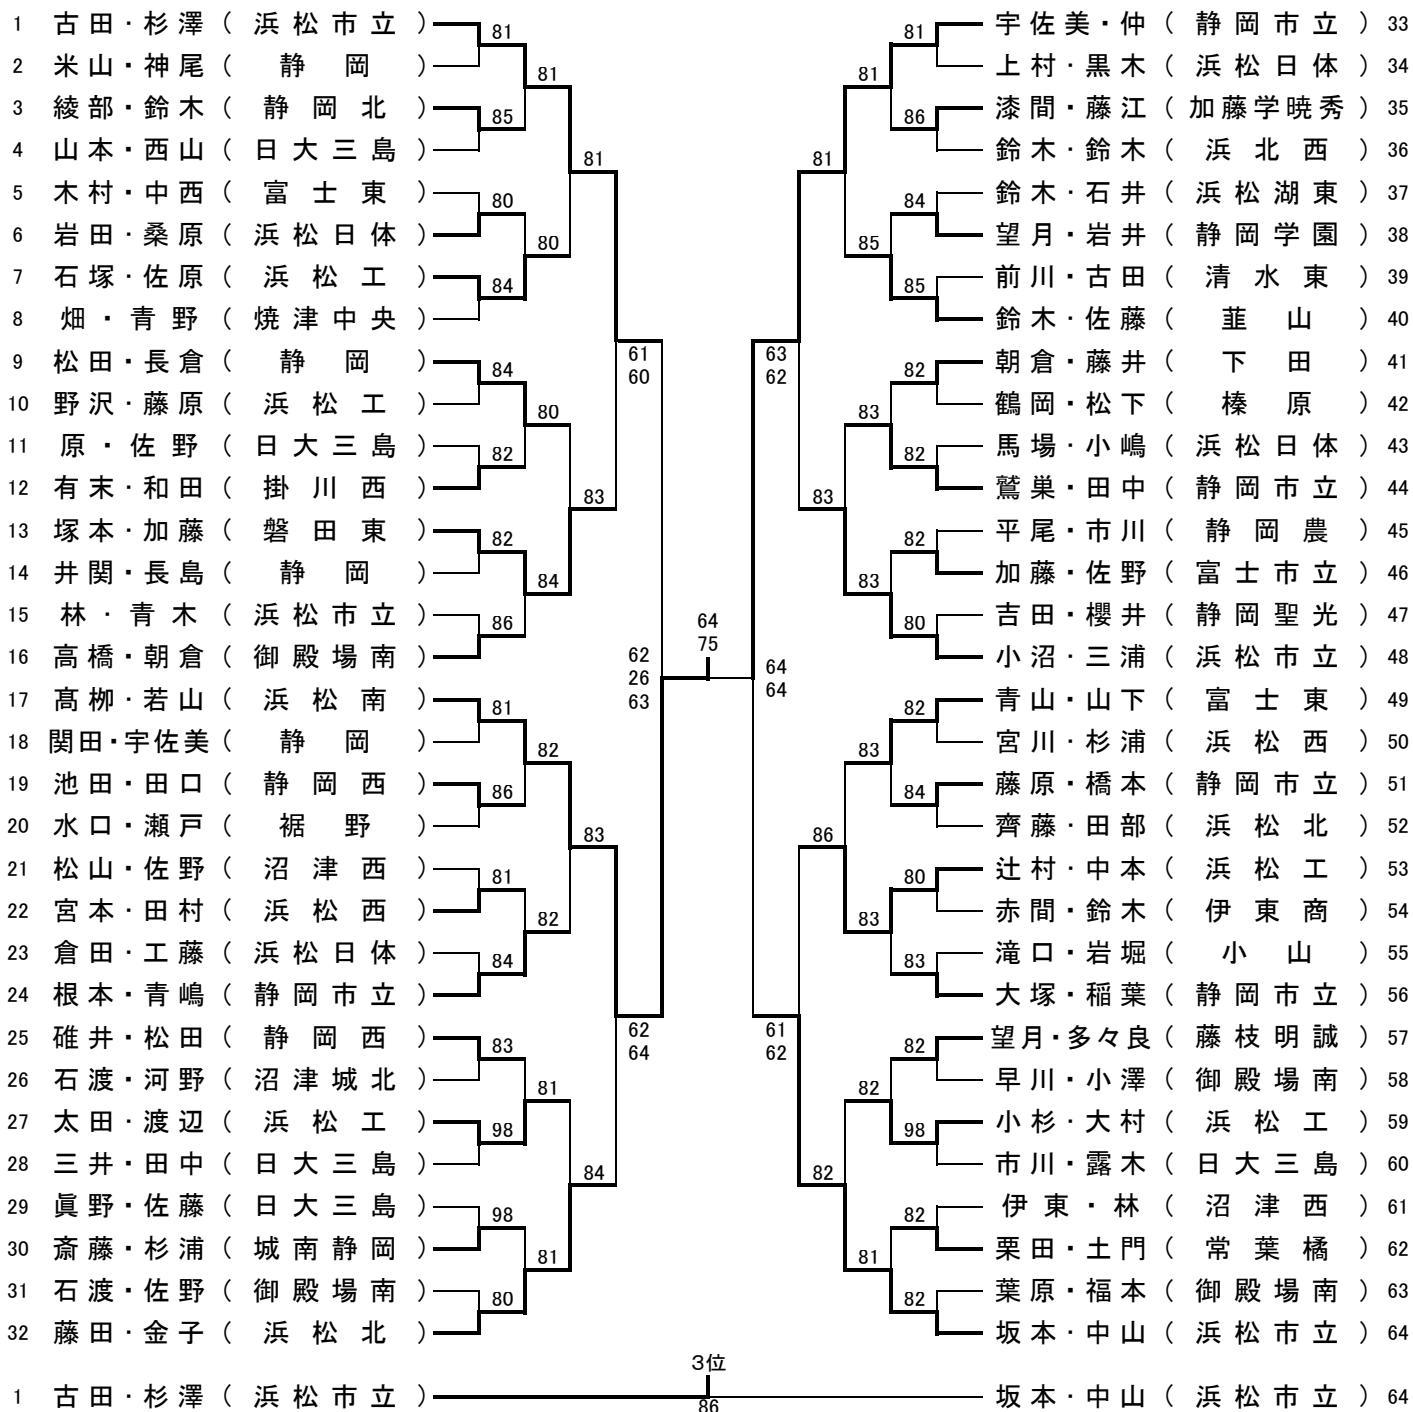 1 古田・杉澤 ( 浜松市立 ) 81 81 宇佐美・仲 ( 静岡市立 ) 33
2 米山・神尾 ( 静岡 ) 81 81 上村・黒木 ( 浜松日体 ) 34
3 綾部・鈴木 ( 静岡北 ) 85 86 漆間・藤江 ( 加藤学暁秀 ) 35
4 山本・西山 ( 日大三島 ) 81 81 鈴木・鈴木 ( 浜北西 ) 36
5 木村・中西 ( 富士東 ) 80 84 鈴木・石井 ( 浜松湖東 ) 37
6 岩田・桑原 ( 浜松日体 ) 80 85 望月・岩井 ( 静岡学園 ) 38
7 石塚・佐原 ( 浜松工 ) 84 85 前川・古田 ( 清水東 ) 39
8 畑・青野 ( 焼津中央 ) 鈴木・佐藤 ( 韮山 ) 40
61 63
9 松田・長倉 ( 静岡 ) 84 60 62 82 朝倉・藤井 ( 下田 ) 41
10 野沢・藤原 ( 浜松工 ) 80 83 鶴岡・松下 ( 榛原 ) 42
11 原・佐野 ( 日大三島 ) 82 82 馬場・小嶋 ( 浜松日体 ) 43
12 有末・和田 ( 掛川西 ) 83 83 鷲巣・田中 ( 静岡市立 ) 44
13 塚本・加藤 ( 磐田東 ) 82 82 平尾・市川 ( 静岡農 ) 45
14 井関・長島 ( 静岡 ) 84 83 加藤・佐野 ( 富士市立 ) 46
15 林・青木 ( 浜松市立 ) 86 64 80 吉田・櫻井 ( 静岡聖光 ) 47
75
16 高橋・朝倉 ( 御殿場南 ) 62 64 小沼・三浦 ( 浜松市立 ) 48
26 64
17 髙栁・若山 ( 浜松南 ) 81 63 82 青山・山下 ( 富士東 ) 49
18 関田・宇佐美 ( 静岡 ) 82 83 宮川・杉浦 ( 浜松西 ) 50
19 池田・田口 ( 静岡西 ) 86 84 藤原・橋本 ( 静岡市立 ) 51
20 水口・瀬戸 ( 裾野 ) 83 86 齊藤・田部 ( 浜松北 ) 52
21 松山・佐野 ( 沼津西 ) 81 80 辻村・中本 ( 浜松工 ) 53
22 宮本・田村 ( 浜松西 ) 82 83 赤間・鈴木 ( 伊東商 ) 54
23 倉田・工藤 ( 浜松日体 ) 84 83 滝口・岩堀 ( 小山 ) 55
24 根本・青嶋 ( 静岡市立 ) 大塚・稲葉 ( 静岡市立 ) 56
62 61
25 碓井・松田 ( 静岡西 ) 83 64 62 82 望月・多々良 ( 藤枝明誠 ) 57
26 石渡・河野 ( 沼津城北 ) 81 82 早川・小澤 ( 御殿場南 ) 58
27 太田・渡辺 ( 浜松工 ) 98 98 小杉・大村 ( 浜松工 ) 59
28 三井・田中 ( 日大三島 ) 84 82 市川・露木 ( 日大三島 ) 60
29 眞野・佐藤 ( 日大三島 ) 98 82 伊東・林 ( 沼津西 ) 61
30 斎藤・杉浦 ( 城南静岡 ) 81 81 栗田・土門 ( 常葉橘 ) 62
31 石渡・佐野 ( 御殿場南 ) 80 82 葉原・福本 ( 御殿場南 ) 63
32 藤田・金子 ( 浜松北 ) 坂本・中山 ( 浜松市立 ) 64
3位
1 古田・杉澤 ( 浜松市立 ) 86 坂本・中山 ( 浜松市立 ) 64